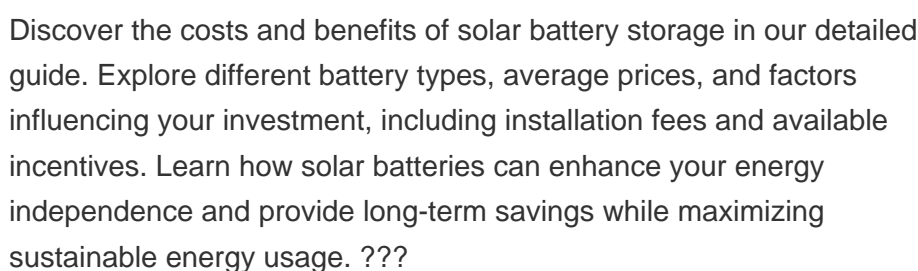 Discover the costs and benefits of solar battery storage in our detailed
guide. Explore different battery types, average prices, and factors
influencing your investment, including installation fees and available
incentives. Learn how solar batteries can enhance your energy
independence and provide long-term savings while maximizing
sustainable energy usage. ???